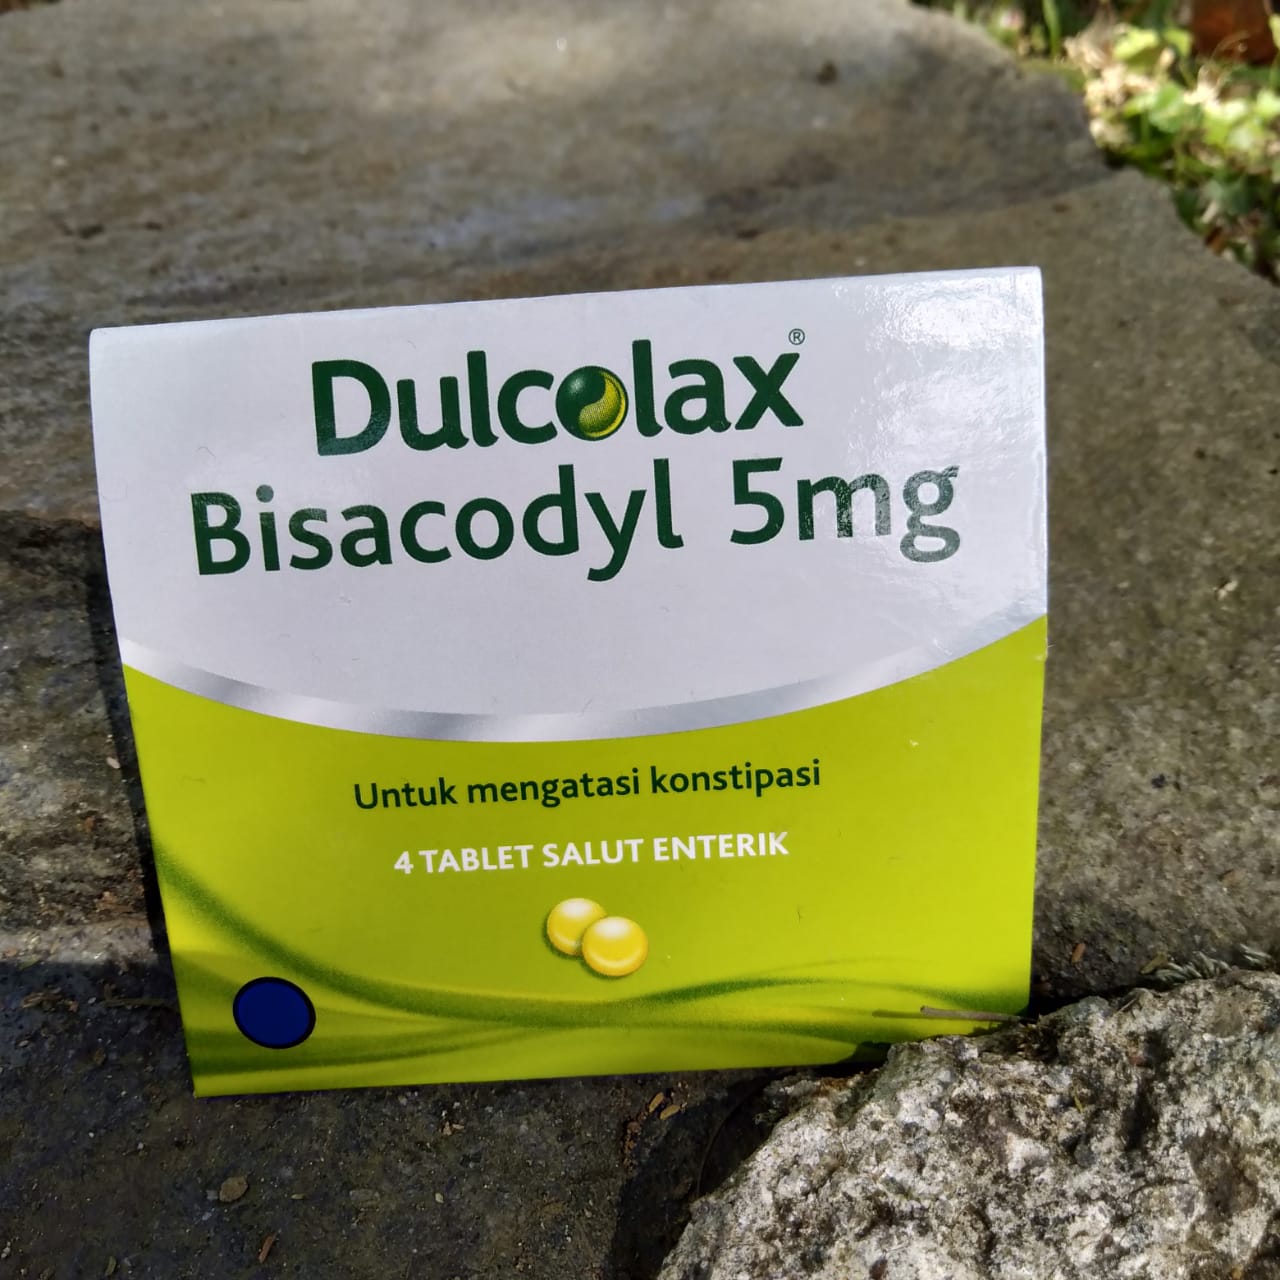 Dulcolax®
Bisacodyl 5mg
Untuk mengatasi konstipasi
4 TABLET SALUT ENTERIK